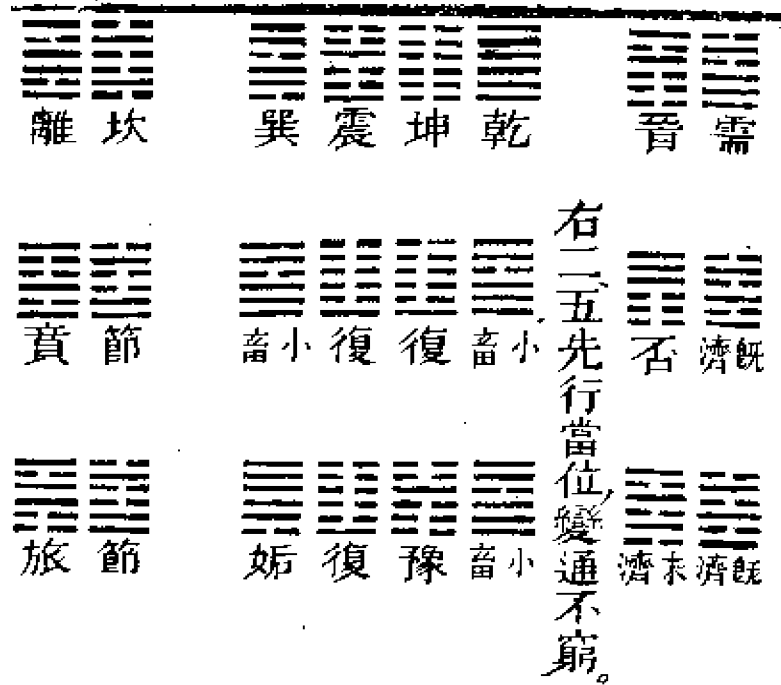 需 晉
既濟 否
既濟 未濟
右二、五先行當位，變通不窮。
乾 坤 震 巽 坎 離
小畜 復 復 小畜 節 賁
小畜 豫 復 姤 節 旅